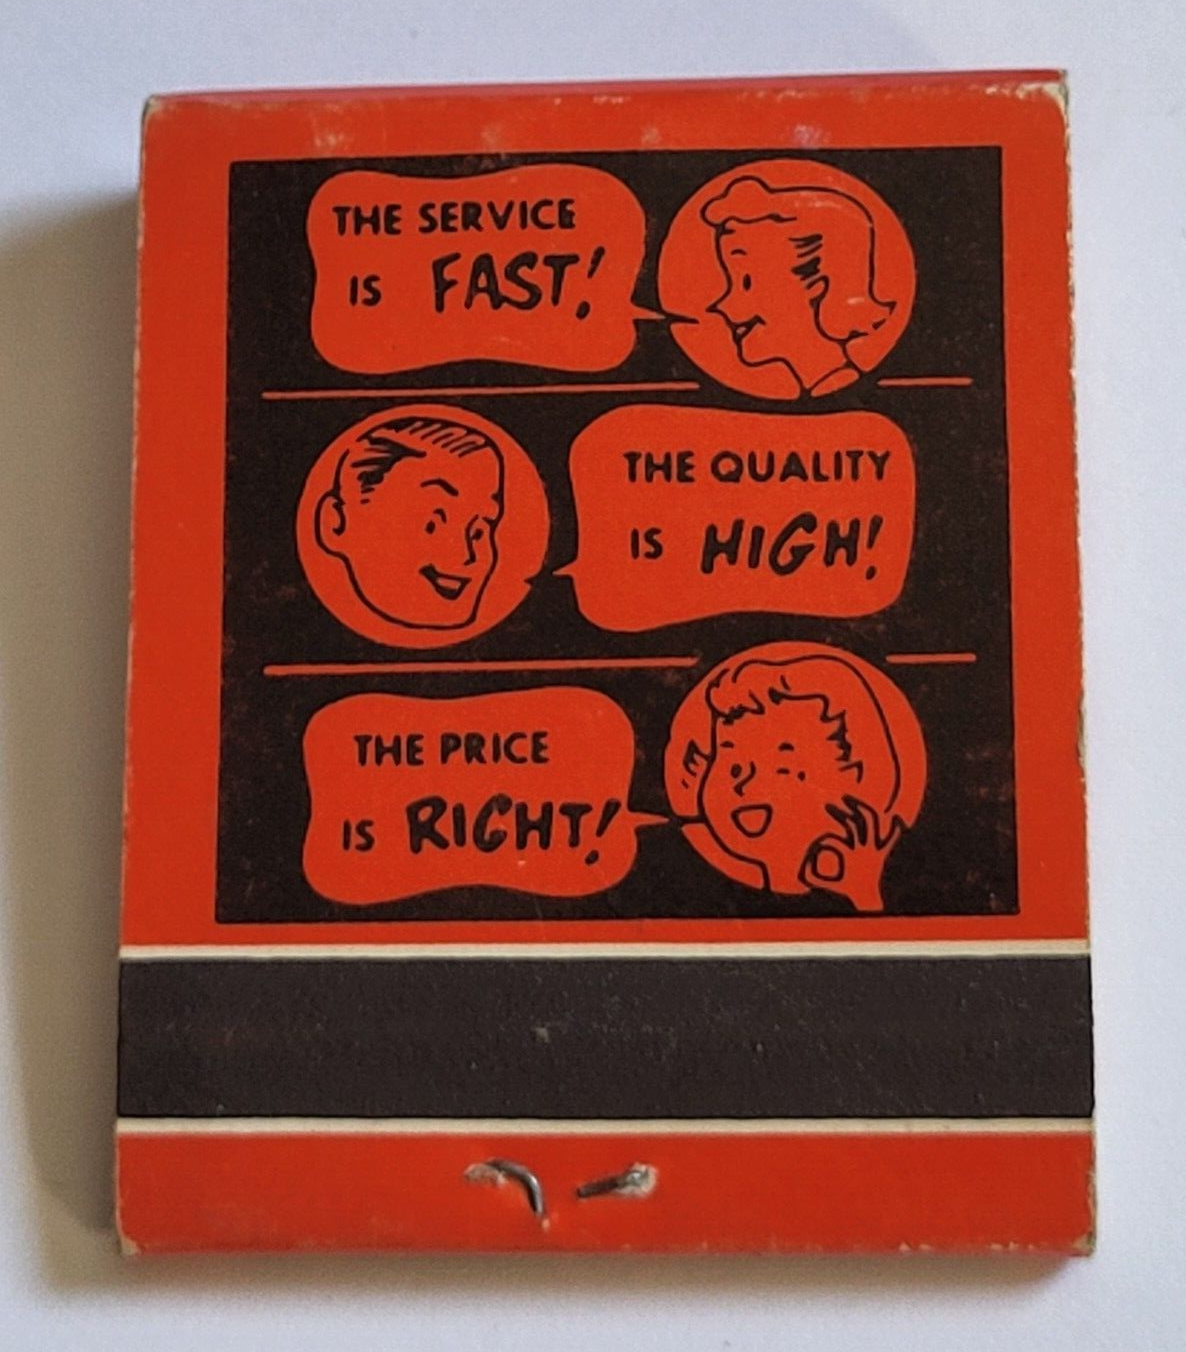 THE SERVICE
IS FAST!
THE QUALITY
IS HIGH!
THE PRICE
IS RIGHT!